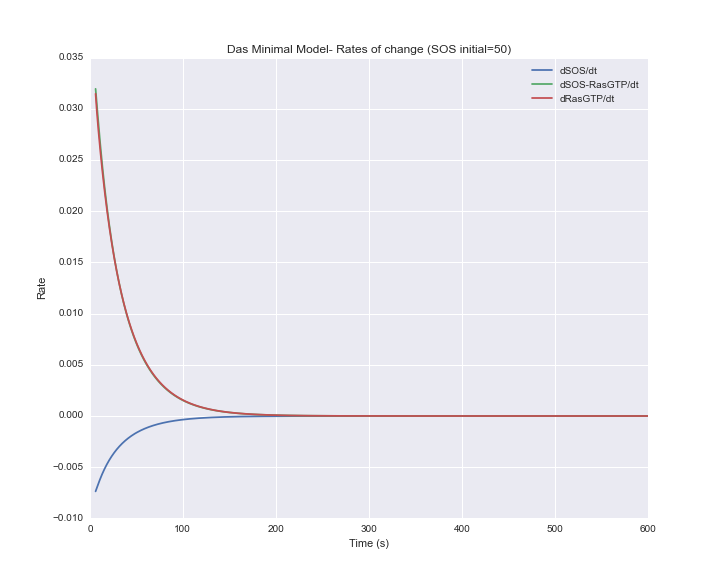 Das Minimal Model- Rates of change (SOS initial=50)
dSOS/dt
dSOS-RasGTP/dt
dRasGTP/dt
0.035
0.030
0.025
0.020
0.015
0.010
0.005
0.000
−0.005
−0.010
Rate
0 100 200 300 400 500 600
Time (s)